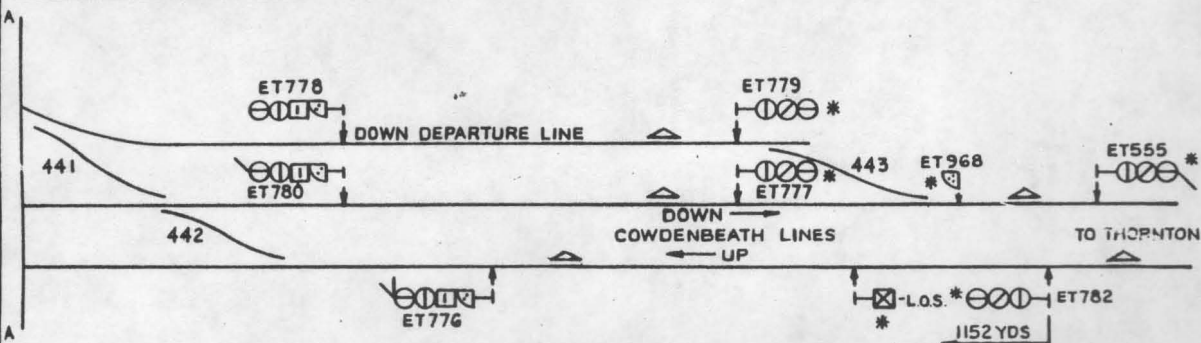 A
ET778
ET779
*
DOWN DEPARTURE LINE
441
443
ET968
*
ET555
*
ET780
ET777
*
442
DOWN
COWDENBEATH LINES
UP
TO THORNTON
ET776
-L.O.S.
*
*
ET782
1152 YDS
A